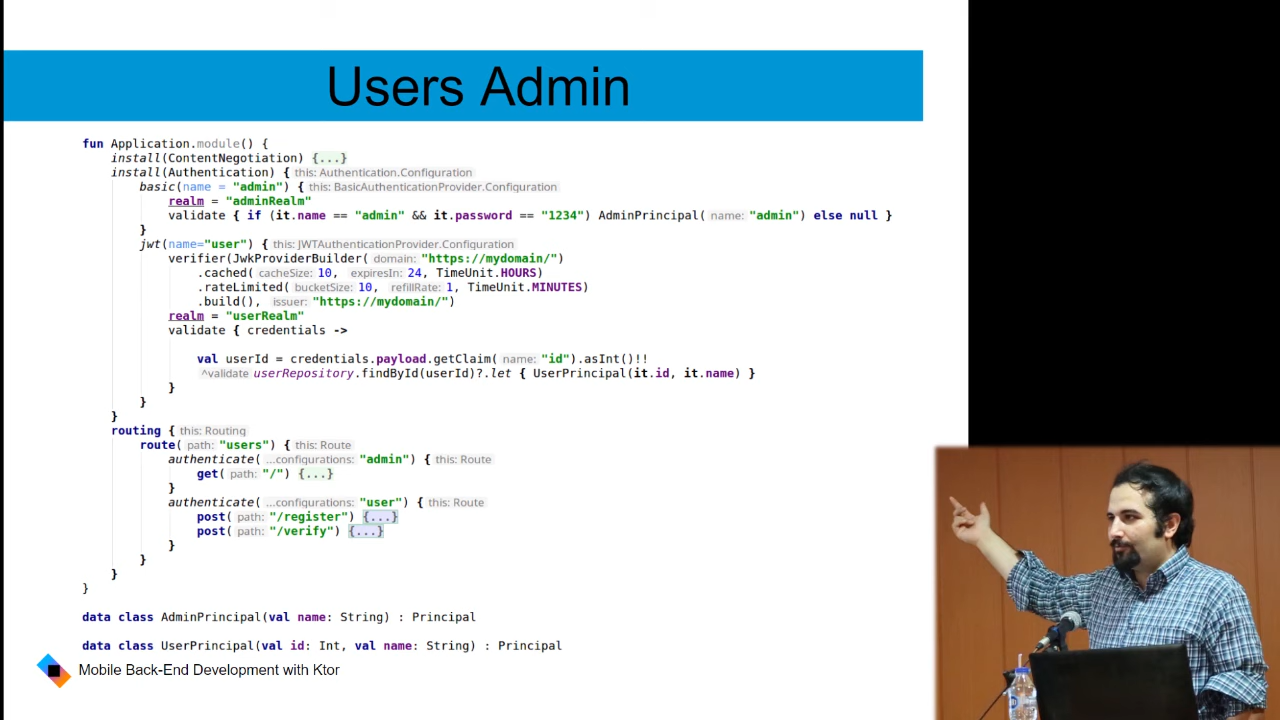 Users Admin
fun Application.module() {
install(ContentNegotiation) {...}
install(Authentication) { this: Authentication.Configuration
basic(name = "admin") { this: BasicAuthenticationProvider.Configuration
realm = "adminRealm"
validate { if (it.name == "admin" && it.password == "1234") AdminPrincipal( name: "admin") else null }
}
jwt(name="user") { this: JWTAuthenticationProvider.Configuration
verifier(JwkProviderBuilder( domain: "https://mydomain/")
.cached( cacheSize: 10, expiresIn: 24, TimeUnit.HOURS)
.rateLimited( bucketSize: 10, refillRate: 1, TimeUnit.MINUTES)
.build(), issuer: "https://mydomain/")
realm = "userRealm"
validate { credentials ->
val userId = credentials.payload.getClaim( name: "id").asInt()!!
^validate userRepository.findById(userId)?.let { UserPrincipal(it.id, it.name) }
}
}
}
routing { this: Routing
route( path: "users") { this: Route
authenticate( ...configurations: "admin") { this: Route
get( path: "/") {...}
}
authenticate( ...configurations: "user") { this: Route
post( path: "/register") {...}
post( path: "/verify") {...}
}
}
}
}
data class AdminPrincipal(val name: String) : Principal
data class UserPrincipal(val id: Int, val name: String) : Principal
Mobile Back-End Development with Ktor